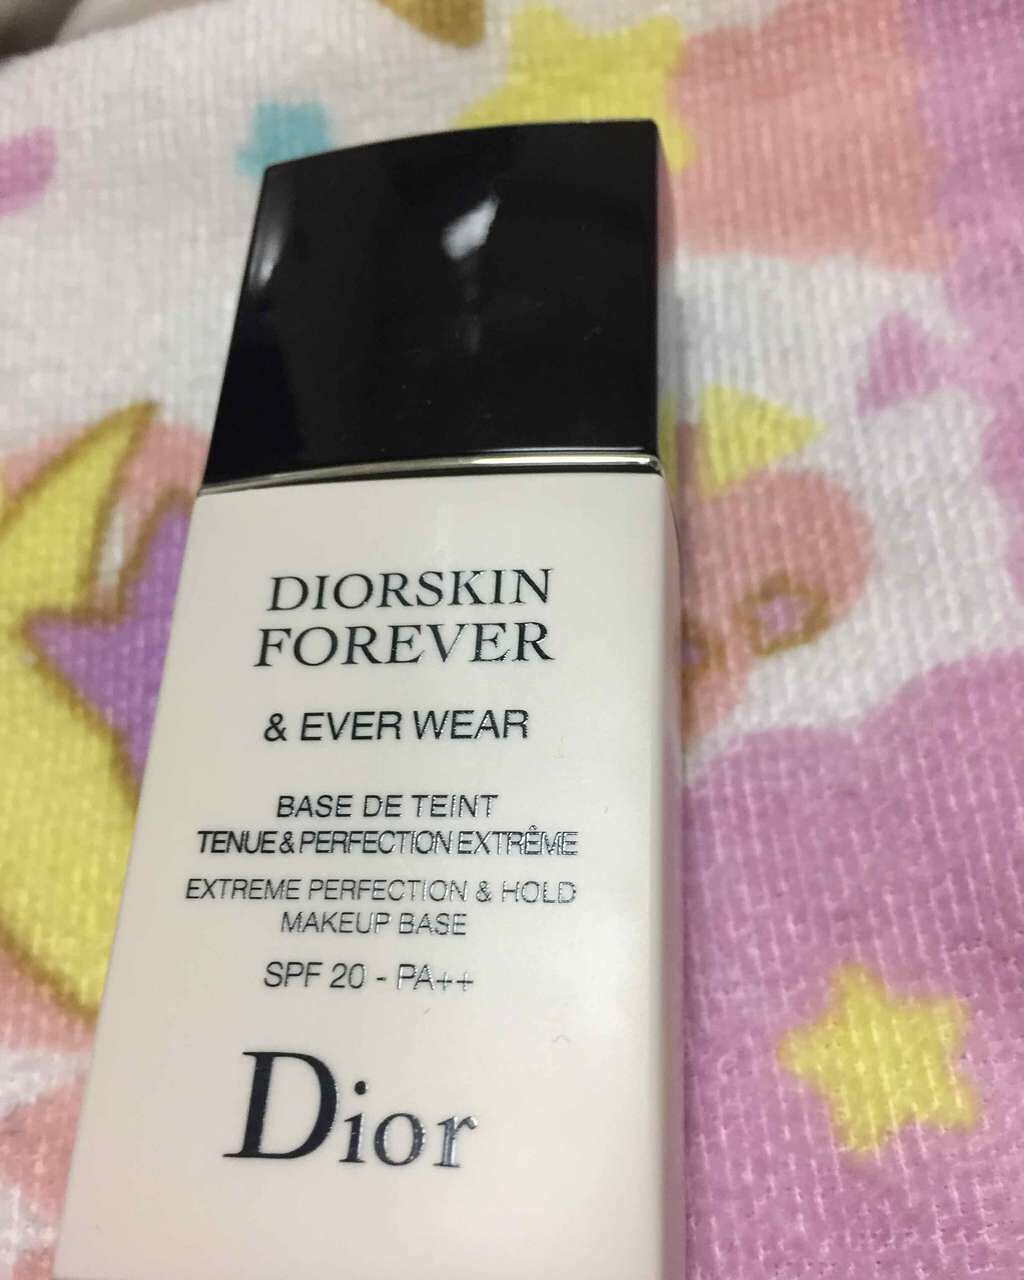 DIORSKIN
FOREVER
& EVER WEAR
BASE DE TEINT
TENUE & PERFECTION EXTRÊME
EXTREME PERFECTION & HOLD
MAKEUP BASE
SPF 20 - PA++
Dior